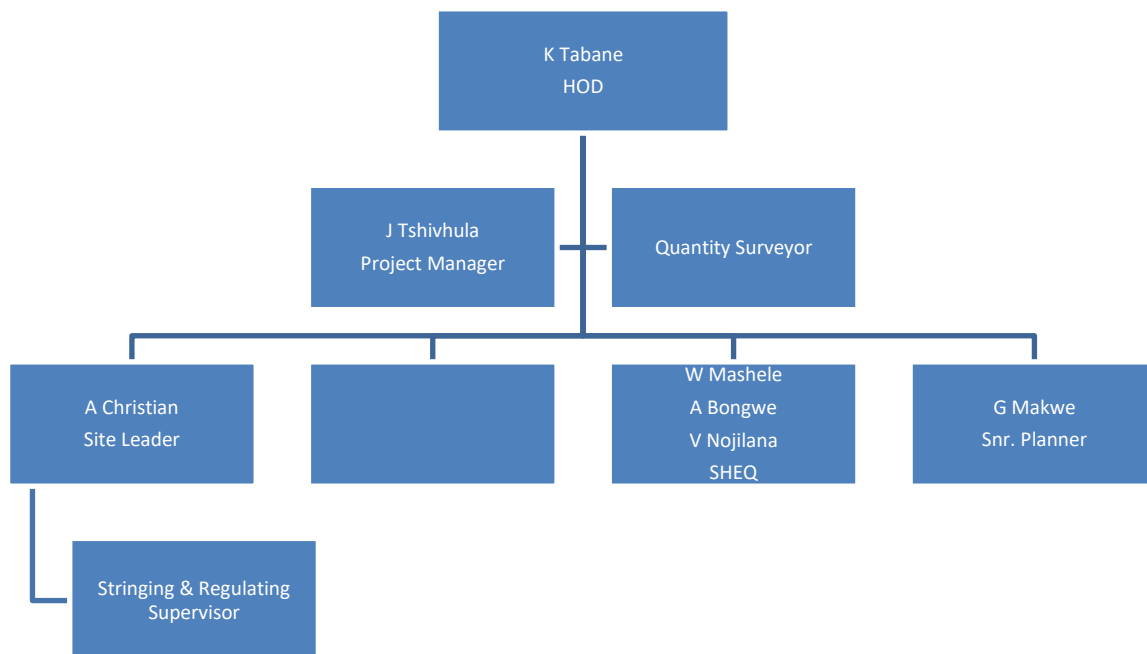 K Tabane
HOD
J Tshivhula
Project Manager
Quantity Surveyor
A Christian
Site Leader
W Mashele
A Bongwe
V Nojilana
SHEQ
G Makwe
Snr. Planner
Stringing & Regulating
Supervisor